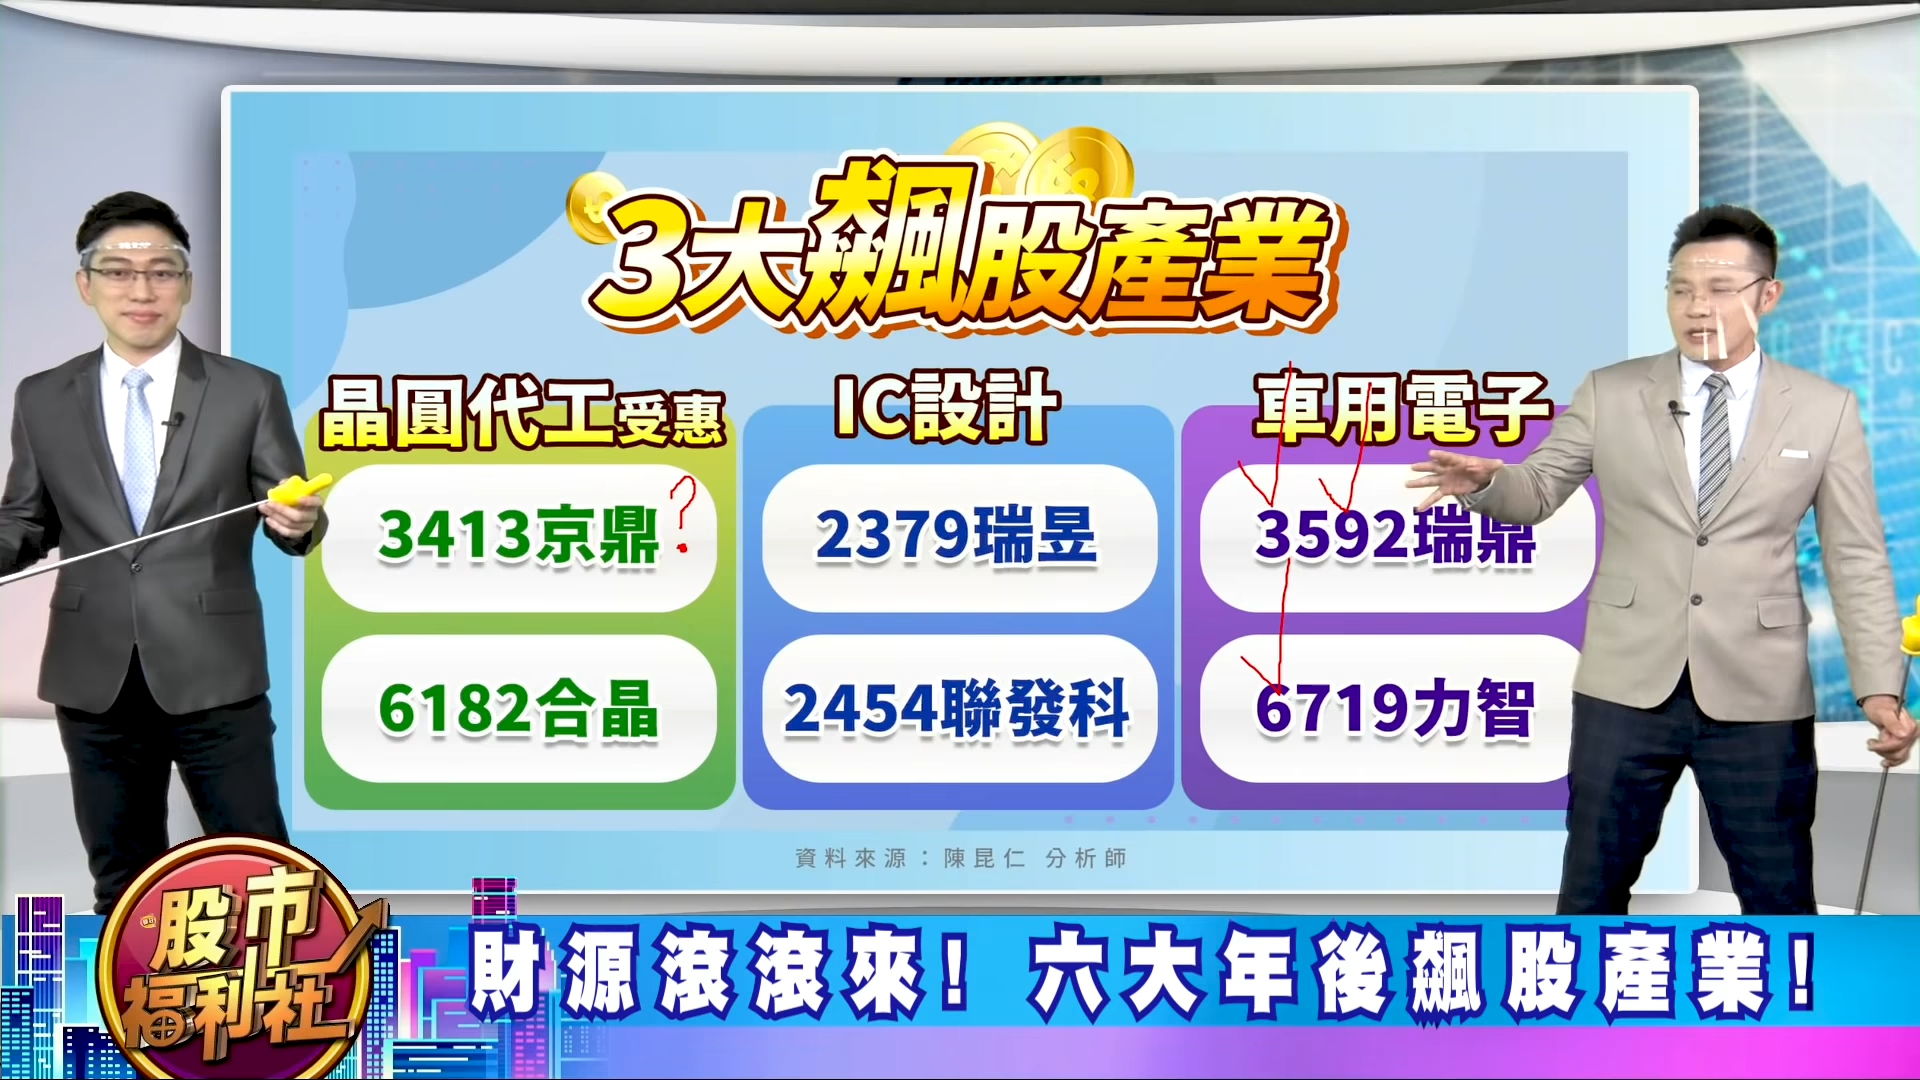 3大飆股產業
晶圓代工受惠
3413京鼎?
6182合晶
IC設計
2379瑞昱
2454聯發科
車用電子
3592瑞鼎
6719力智
資料來源：陳昆仁 分析師
股市
福利社
財源滾滾來！六大年後飆股產業！